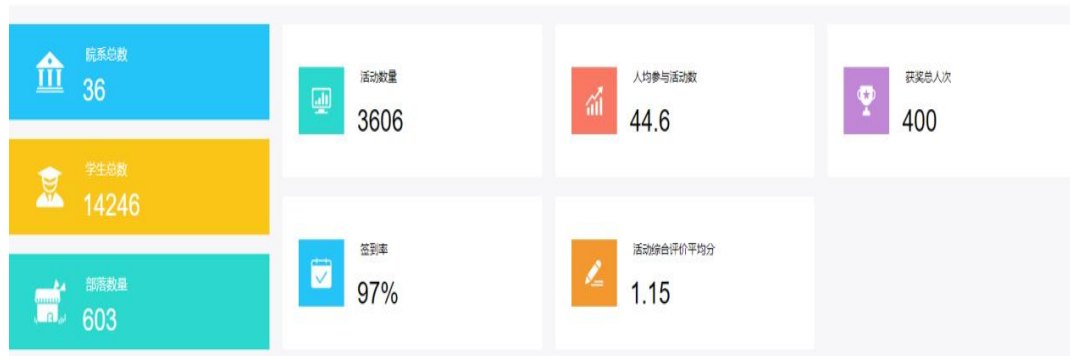 院系总数
36
学生总数
14246
部落数量
603
活动数量
3606
人均参与活动数
44.6
获奖总人次
400
签到率
97%
活动综合评价平均分
1.15